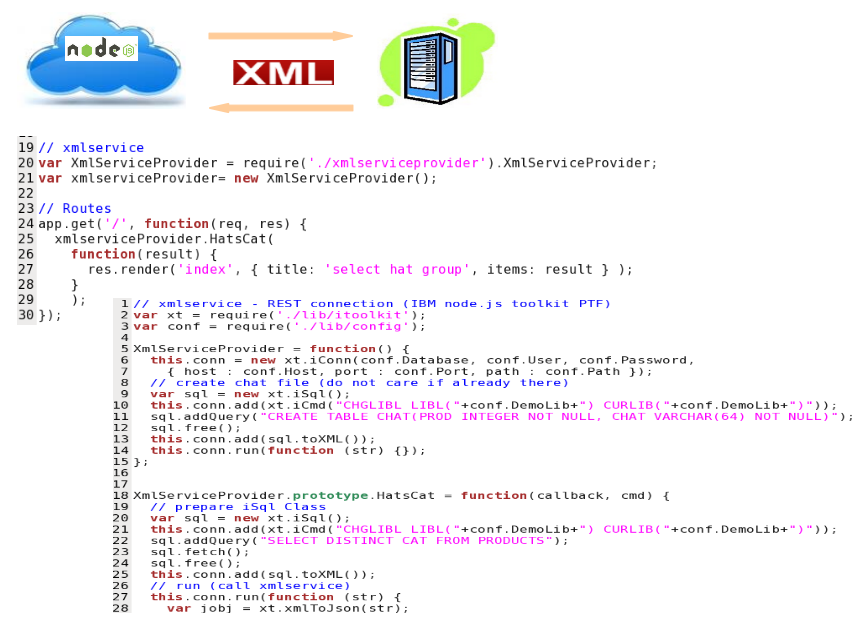 node JS
XML
19 // xmlservice
20 var XmlServiceProvider = require('./xmlserviceprovider').XmlServiceProvider;
21 var xmlserviceProvider= new XmlServiceProvider();
22
23 // Routes
24 app.get('/', function(req, res) {
25   xmlserviceProvider.HatsCat(
26     function(result) {
27       res.render('index', { title: 'select hat group', items: result } );
28     }
29     );
30 });
1 // xmlservice - REST connection (IBM node.js toolkit PTF)
2 var xt = require('./lib/itoolkit');
3 var conf = require('./lib/config');
4
5 XmlServiceProvider = function() {
6   this.conn = new xt.iConn(conf.Database, conf.User, conf.Password,
7     { host : conf.Host, port : conf.Port, path : conf.Path });
8   // create chat file (do not care if already there)
9   var sql = new xt.iSql();
10   this.conn.add(xt.iCmd("CHGLIBL LIBL("+conf.DemoLib+") CURLIB("+conf.DemoLib+")"));
11   sql.addQuery("CREATE TABLE CHAT(PROD INTEGER NOT NULL, CHAT VARCHAR(64) NOT NULL)");
12   sql.free();
13   this.conn.add(sql.toXML());
14   this.conn.run(function (str) {});
15 };
16
17
18 XmlServiceProvider.prototype.HatsCat = function(callback, cmd) {
19   // prepare iSql Class
20   var sql = new xt.iSql();
21   this.conn.add(xt.iCmd("CHGLIBL LIBL("+conf.DemoLib+") CURLIB("+conf.DemoLib+")"));
22   sql.addQuery("SELECT DISTINCT CAT FROM PRODUCTS");
23   sql.fetch();
24   sql.free();
25   this.conn.add(sql.toXML());
26   // run (call xmlservice)
27   this.conn.run(function (str) {
28     var jobj = xt.xmlToJson(str);